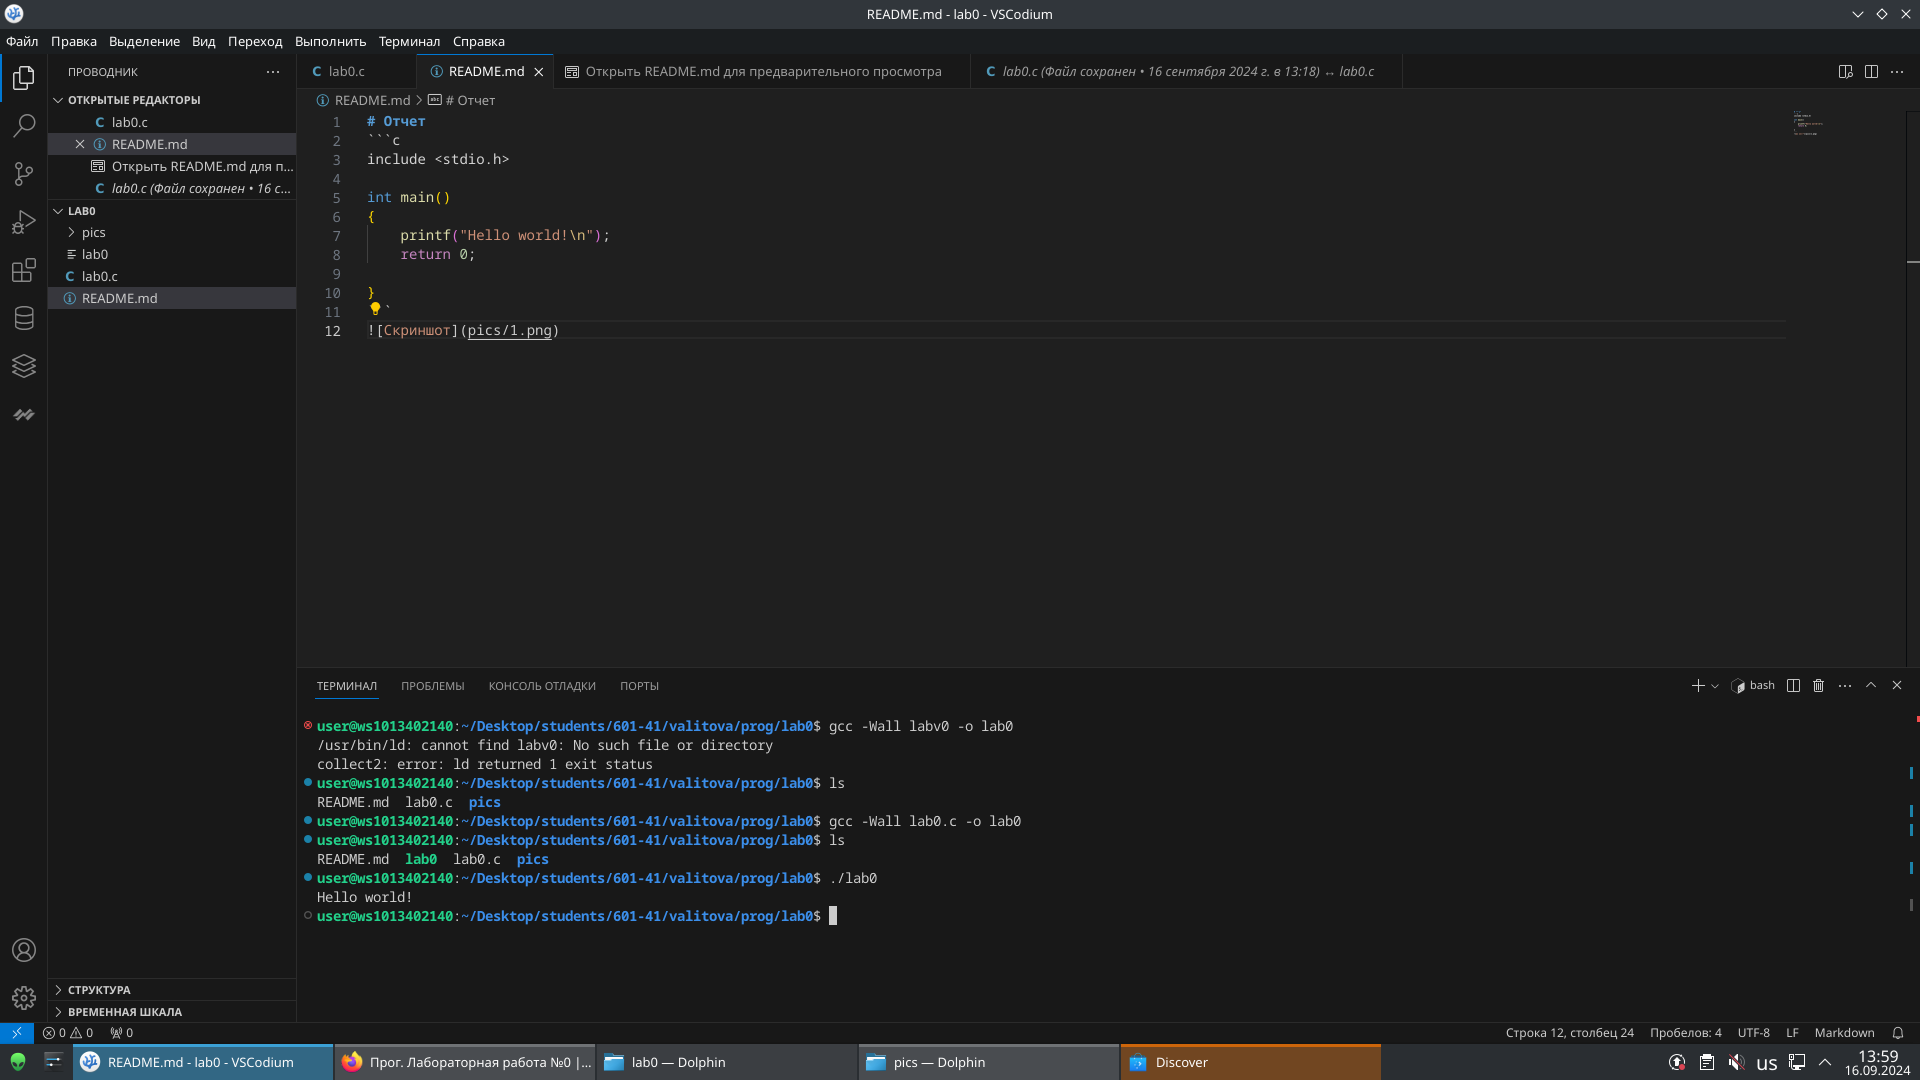 README.md - lab0 - VSCodium
Файл Правка Выделение Вид Переход Выполнить Терминал Справка
ПРОВОДНИК
ОТКРЫТЫЕ РЕДАКТОРЫ
C lab0.c
README.md
Открыть README.md для п...
C lab0.c (Файл сохранен • 16 с...
LAB0
pics
lab0
C lab0.c
README.md
СТРУКТУРА
ВРЕМЕННАЯ ШКАЛА
C lab0.c README.md Открыть README.md для предварительного просмотра C lab0.c (Файл сохранен • 16 сентября 2024 г. в 13:18) ↔ lab0.c
README.md > # Отчет
1 # Отчет
2 ```c
3 include <stdio.h>
4
5 int main()
6 {
7 printf("Hello world!\n");
8 return 0;
9
10 }
11 `
12 ![Скриншот](pics/1.png)
ТЕРМИНАЛ ПРОБЛЕМЫ КОНСОЛЬ ОТЛАДКИ ПОРТЫ bash
user@ws1013402140:~/Desktop/students/601-41/valitova/prog/lab0$ gcc -Wall labv0 -o lab0
/usr/bin/ld: cannot find labv0: No such file or directory
collect2: error: ld returned 1 exit status
user@ws1013402140:~/Desktop/students/601-41/valitova/prog/lab0$ ls
README.md lab0.c pics
user@ws1013402140:~/Desktop/students/601-41/valitova/prog/lab0$ gcc -Wall lab0.c -o lab0
user@ws1013402140:~/Desktop/students/601-41/valitova/prog/lab0$ ls
README.md lab0 lab0.c pics
user@ws1013402140:~/Desktop/students/601-41/valitova/prog/lab0$ ./lab0
Hello world!
user@ws1013402140:~/Desktop/students/601-41/valitova/prog/lab0$
0 0 0 Строка 12, столбец 24 Пробелов: 4 UTF-8 LF Markdown
README.md - lab0 - VSCodium Прог. Лабораторная работа №0 |... lab0 — Dolphin pics — Dolphin Discover us 13:59
16.09.2024